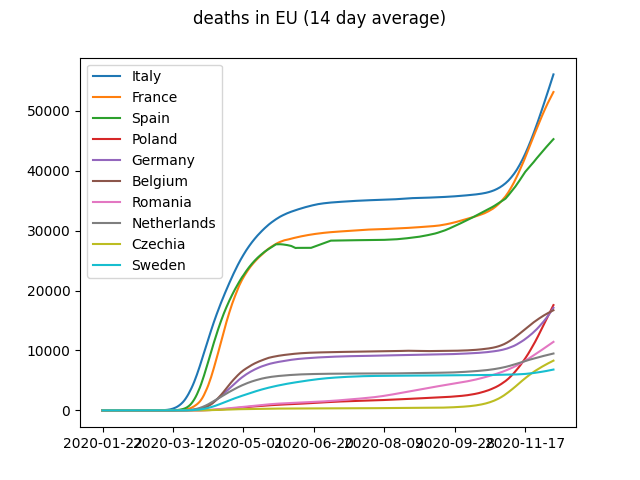 deaths in EU (14 day average)
Italy
France
Spain
Poland
Germany
Belgium
Romania
Netherlands
Czechia
Sweden
50000
40000
30000
20000
10000
0
2020-01-22 2020-03-12 2020-05-01 2020-06-20 2020-08-09 2020-09-28 2020-11-17